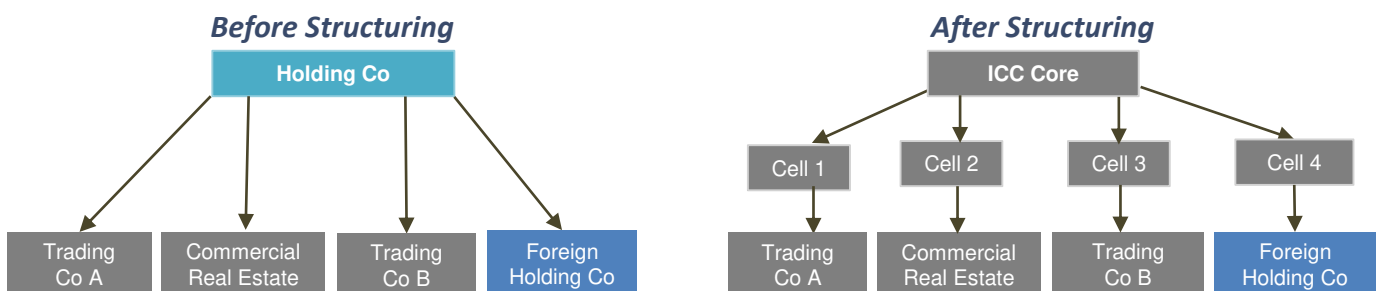 Before Structuring
Holding Co
Trading
Co A
Commercial
Real Estate
Trading
Co B
Foreign
Holding Co
After Structuring
ICC Core
Cell 1
Cell 2
Cell 3
Cell 4
Trading
Co A
Commercial
Real Estate
Trading
Co B
Foreign
Holding Co